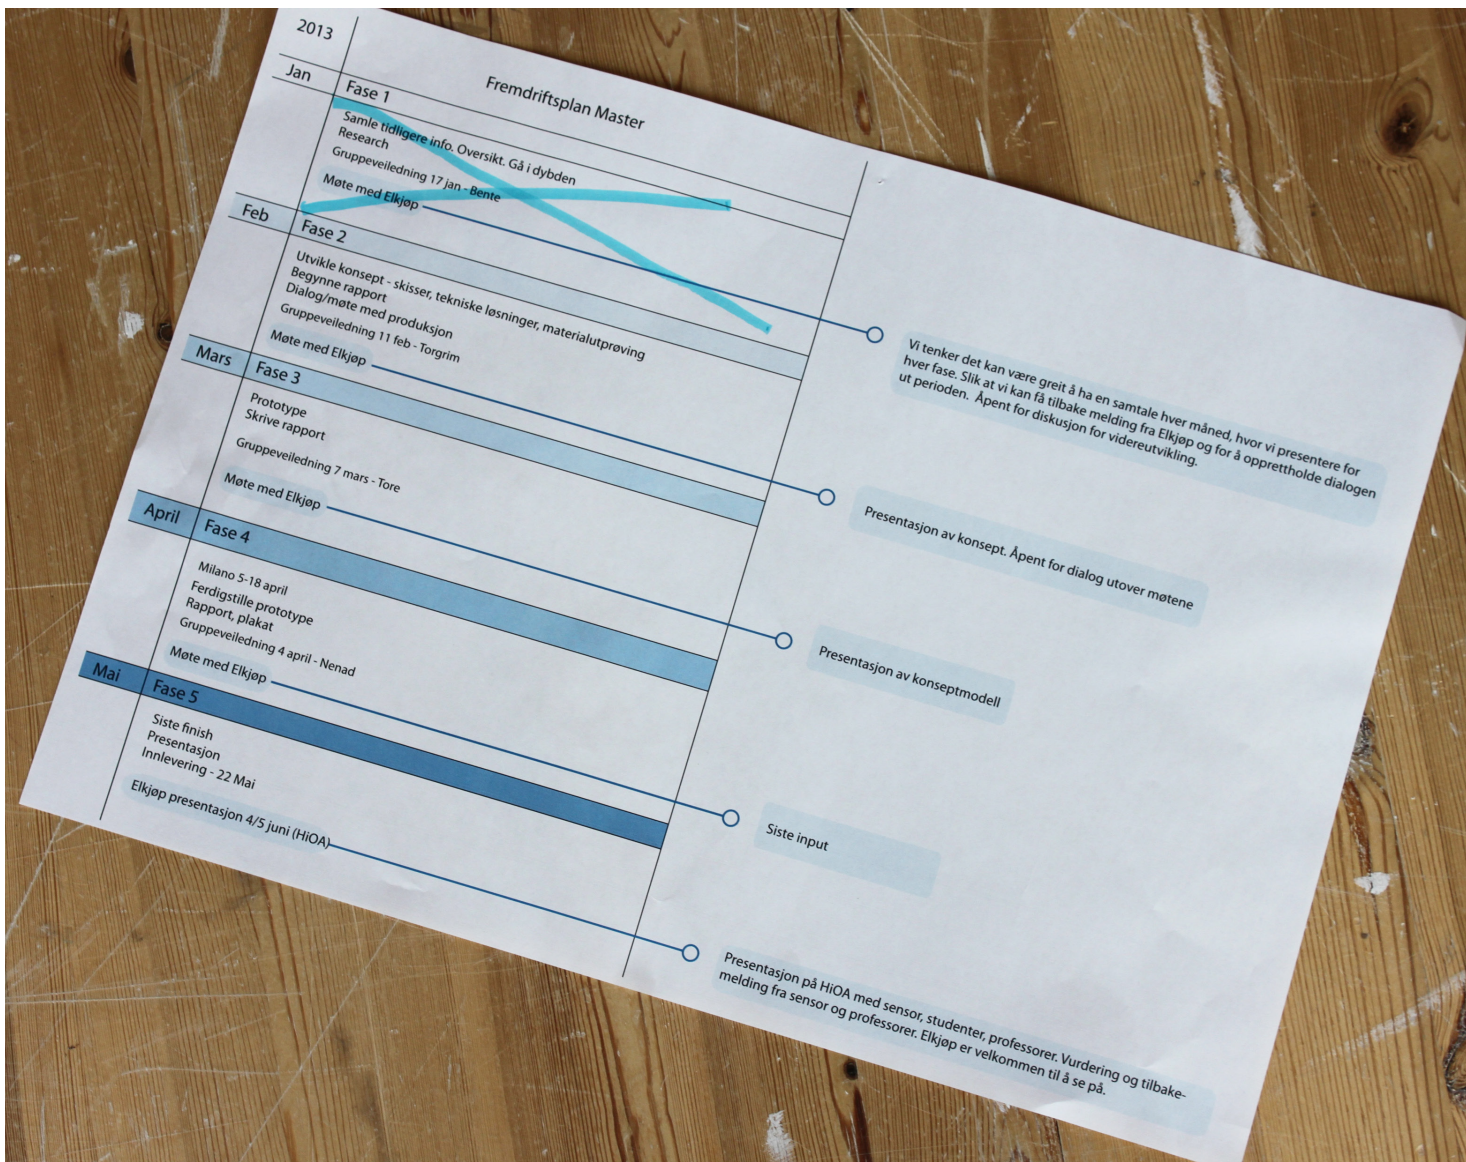 2013
Fremdriftsplan Master
Jan
Fase 1
Samle tidligere info. Oversikt. Gå i dybden
Research
Gruppeveiledning 17 jan - Bente
Møte med Elkjøp
Vi tenker det kan være greit å ha en samtale hver måned, hvor vi presentere for
hver fase. Slik at vi kan få tilbake melding fra Elkjøp og for å opprettholde dialogen
ut perioden. Åpent for diskusjon for videreutvikling.
Feb
Fase 2
Utvikle konsept - skisser, tekniske løsninger, materialutprøving
Begynne rapport
Dialog/møte med produksjon
Gruppeveiledning 11 feb - Torgrim
Møte med Elkjøp
Presentasjon av konsept. Åpent for dialog utover møtene
Mars
Fase 3
Prototype
Skrive rapport
Gruppeveiledning 7 mars - Tore
Møte med Elkjøp
Presentasjon av konseptmodell
April
Fase 4
Milano 5-18 april
Ferdigstille prototype
Rapport, plakat
Gruppeveiledning 4 april - Nenad
Møte med Elkjøp
Siste input
Mai
Fase 5
Siste finish
Presentasjon
Innlevering - 22 Mai
Elkjøp presentasjon 4/5 juni (HiOA)
Presentasjon på HiOA med sensor, studenter, professorer. Vurdering og tilbake-
melding fra sensor og professorer. Elkjøp er velkommen til å se på.